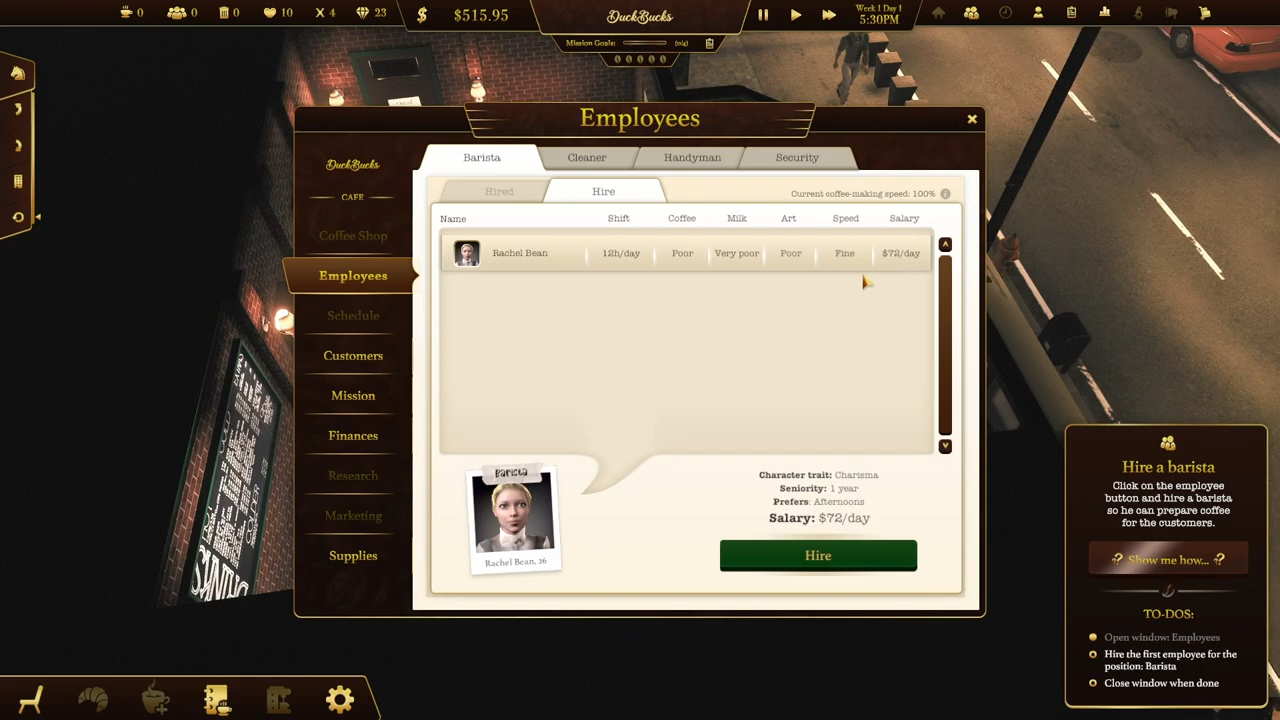 0
0
0
10
4
23
$515.95
DuckBucks
Week 1 Day 1
5:30PM
Mission Goals:
(0/4)
Employees
DuckBucks
CAFE
Coffee Shop
Employees
Schedule
Customers
Mission
Finances
Research
Marketing
Supplies
Barista
Cleaner
Handyman
Security
Hired
Hire
Current coffee-making speed: 100%
Name Shift Coffee Milk Art Speed Salary
Rachel Bean 12h/day Poor Very poor Poor Fine $72/day
Barista
Rachel Bean, 26
Character trait: Charisma
Seniority: 1 year
Prefers: Afternoons
Salary: $72/day
Hire
Hire a barista
Click on the employee
button and hire a barista
so he can prepare coffee
for the customers.
Show me how...
TO-DOS:
Open window: Employees
Hire the first employee for the
position: Barista
Close window when done